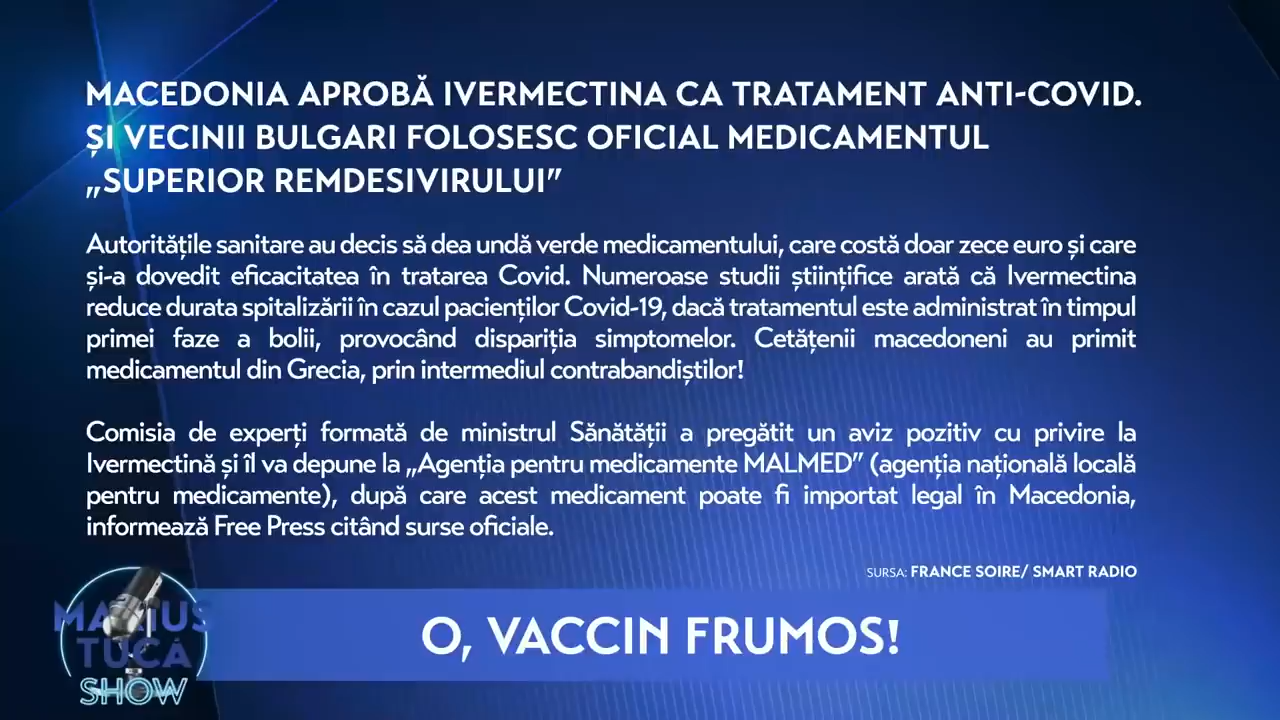 MACEDONIA APROBĂ IVERMECTINA CA TRATAMENT ANTI-COVID.
ȘI VECINII BULGARI FOLOSESC OFICIAL MEDICAMENTUL
„SUPERIOR REMDESIVIRULUI”
Autoritățile sanitare au decis să dea undă verde medicamentului, care costă doar zece euro și care
și-a dovedit eficacitatea în tratarea Covid. Numeroase studii științifice arată că Ivermectina
reduce durata spitalizării în cazul pacienților Covid-19, dacă tratamentul este administrat în timpul
primei faze a bolii, provocând dispariția simptomelor. Cetățenii macedoneni au primit
medicamentul din Grecia, prin intermediul contrabandiștilor!
Comisia de experți formată de ministrul Sănătății a pregătit un aviz pozitiv cu privire la
Ivermectină și îl va depune la „Agenția pentru medicamente MALMED” (agenția națională locală
pentru medicamente), după care acest medicament poate fi importat legal în Macedonia,
informează Free Press citând surse oficiale.
SURSA: FRANCE SOIRE/ SMART RADIO
MARIUS
TUCĂ
SHOW
O, VACCIN FRUMOS!